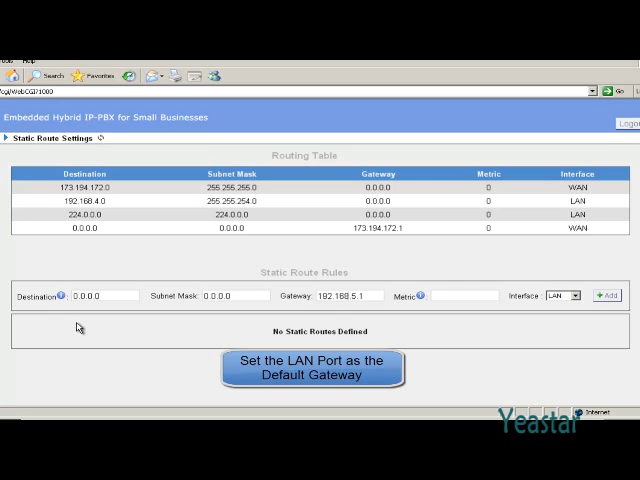 Help
Search Favorites
/cgi/WebCGI?1000 Go
Embedded Hybrid IP-PBX for Small Businesses
Static Route Settings
Routing Table
Destination Subnet Mask Gateway Metric Interface
173.194.172.0 255.255.255.0 0.0.0.0 0 WAN
192.168.4.0 255.255.254.0 0.0.0.0 0 LAN
224.0.0.0 224.0.0.0 0.0.0.0 0 LAN
0.0.0.0 0.0.0.0 173.194.172.1 0 WAN
Static Route Rules
Destination : 0.0.0.0 Subnet Mask: 0.0.0.0 Gateway: 192.168.5.1 Metric : Interface : LAN Add
No Static Routes Defined
Set the LAN Port as the
Default Gateway
Internet
Yeastar